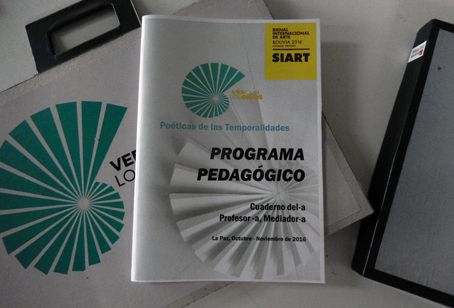 BIENAL
INTERNACIONAL
DE ARTE
BOLIVIA 2016
SIART
VER
Poéticas de las Temporalidades
PROGRAMA
PEDAGÓGICO
Cuaderno del-a
Profesor-a, Mediador-a
La Paz, Octubre - Noviembre de 2016
VER
LO